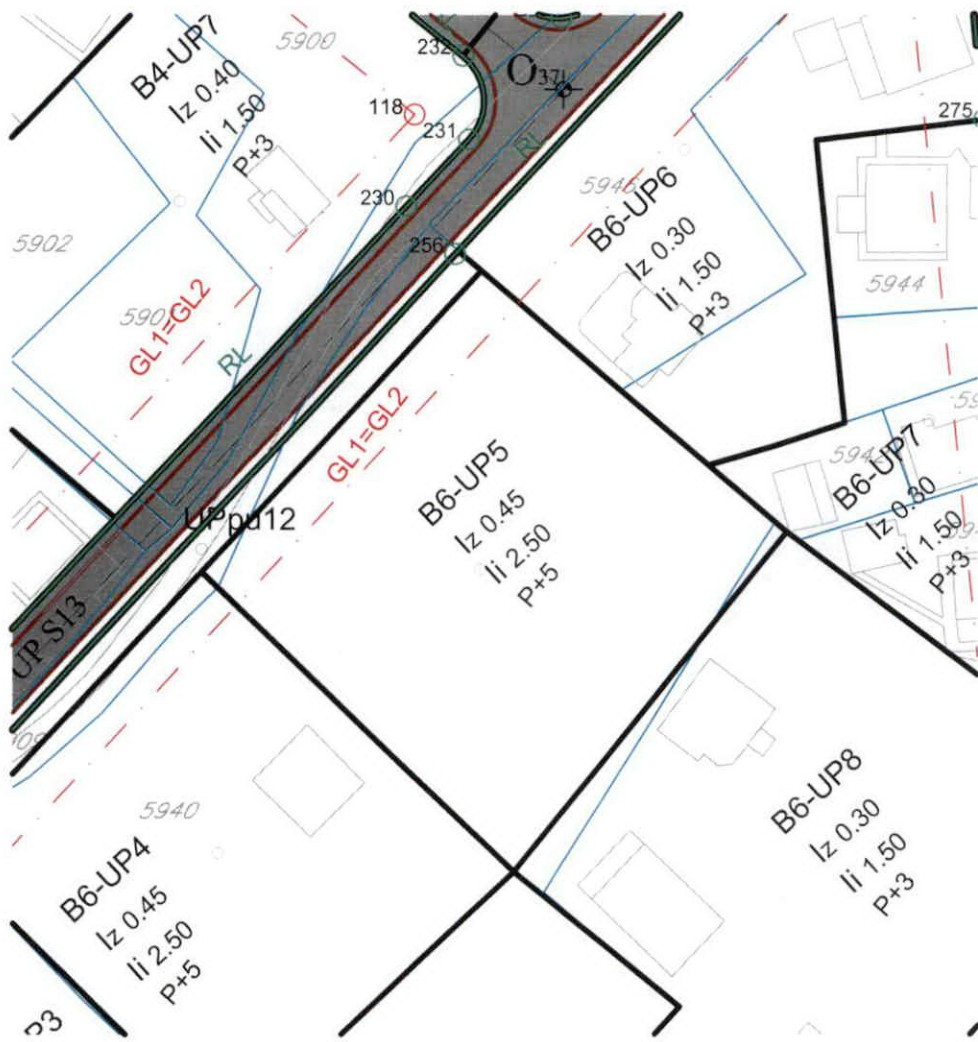 B4-UP7
Iz 0.40
Ii 1.50
P+3
5900
232
O37
118
231
RL
230
256
5902
GL1=GL2
RL
275
5946
B6-UP6
Iz 0.30
Ii 1.50
P+3
5944
GL1=GL2
B6-UP5
Iz 0.45
Ii 2.50
P+5
UPpu12
UP-S13
B6-UP7
Iz 0.30
Ii 1.50
P+3
5940
B6-UP4
Iz 0.45
Ii 2.50
P+5
B6-UP8
Iz 0.30
Ii 1.50
P+3
P3